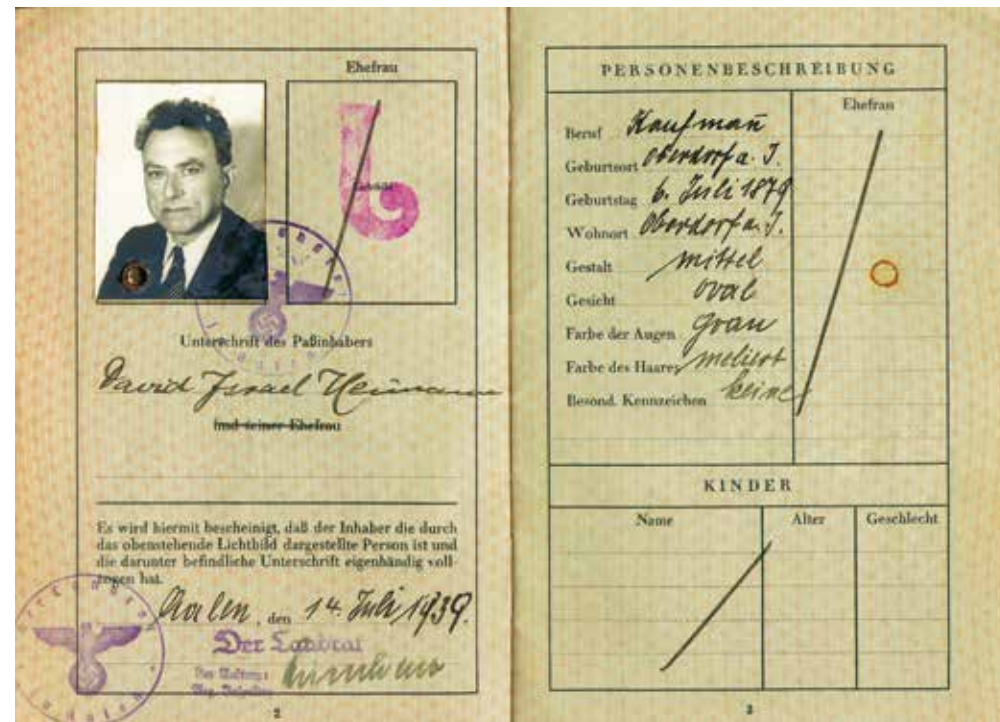 Ehefrau
Lichtbild
Unterschrift des Paßinhabers
David Israel Heimann
und seiner Ehefrau
Es wird hiermit bescheinigt, daß der Inhaber die durch
das obenstehende Lichtbild dargestellte Person ist und
die darunter befindliche Unterschrift eigenhändig voll-
zogen hat.
Aalen, den 14. Juli 1939.
Der Landrat
2
PERSONENBESCHREIBUNG
Ehefrau
Beruf Kaufmann
Geburtsort Oberdorf a. I.
Geburtstag 6. Juli 1879
Wohnort Oberdorf a. I.
Gestalt mittel
Gesicht oval
Farbe der Augen grau
Farbe des Haares meliert
Besond. Kennzeichen keine
KINDER
Name Alter Geschlecht
3